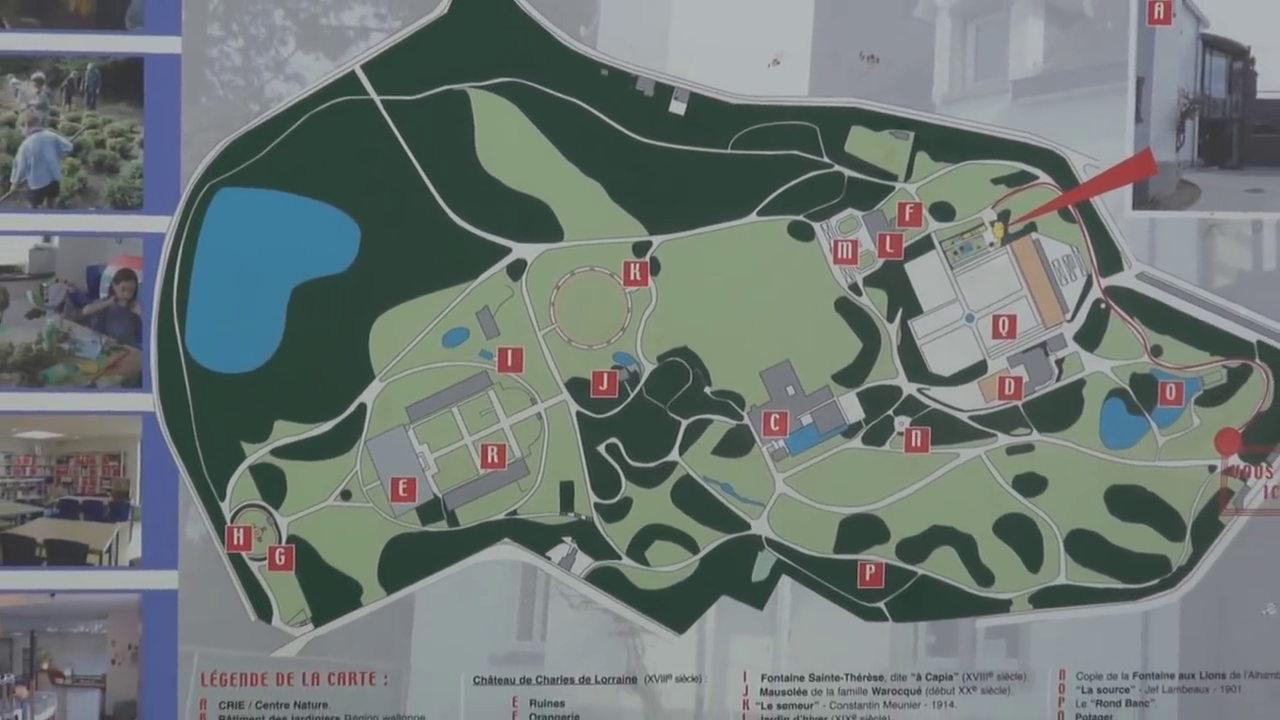 A
F
M
L
K
Q
I
J
D
O
C
N
R
E
H
G
P
VOUS
IC
LÉGENDE DE LA CARTE :
A CRIE / Centre Nature.
B Bâtiment des jardiniers Région wallonne
Château de Charles de Lorraine (XVIIIe siècle) :
E Ruines
F Orangerie
I Fontaine Sainte-Thérèse, dite "à Capia" (XVIIIe siècle).
J Mausolée de la famille Warocqué (début XXe siècle).
K "Le semeur" - Constantin Meunier - 1914.
L Jardin d'hiver (XIXe siècle)
N Copie de la Fontaine aux Lions de l'Alham
O "La source" - Jef Lambeaux - 1901.
P Le "Rond Banc".
Q Potager